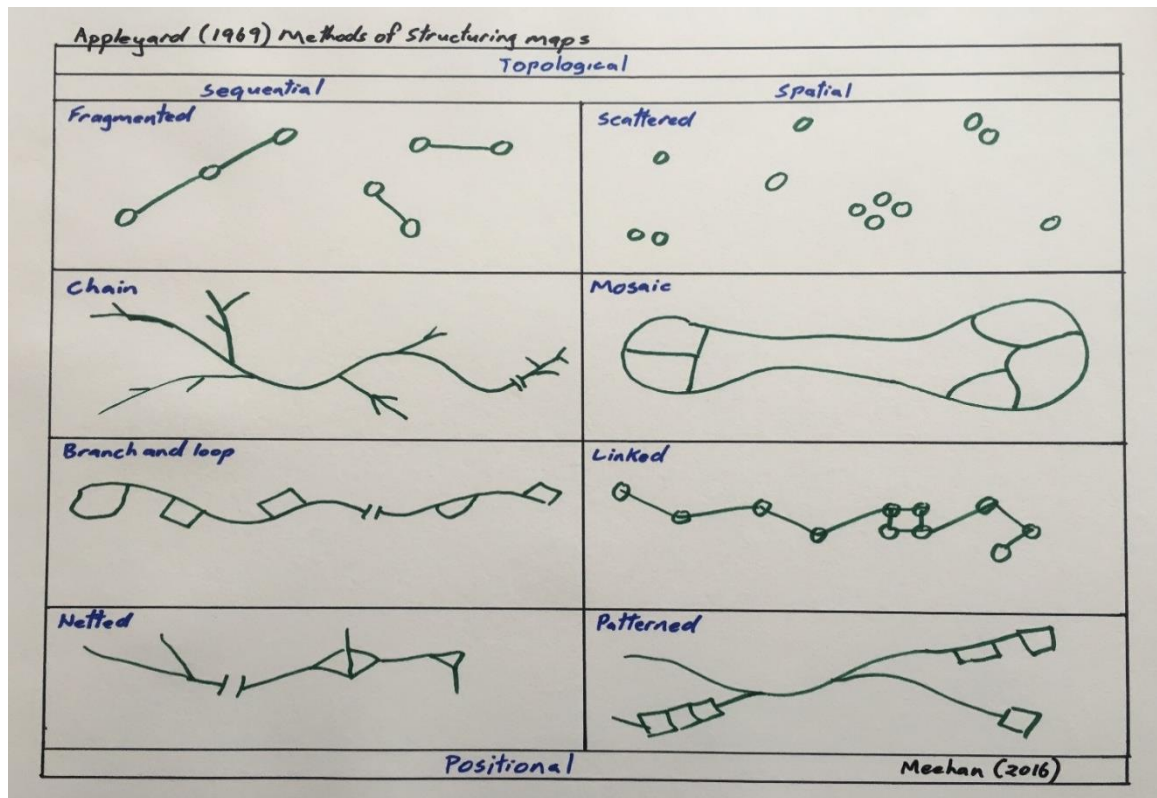 Appleyard (1969) Methods of Structuring maps
Topological
Sequential
Spatial
Fragmented
Scattered
Chain
Mosaic
Branch and loop
Linked
Netted
Patterned
Positional
Meehan (2016)